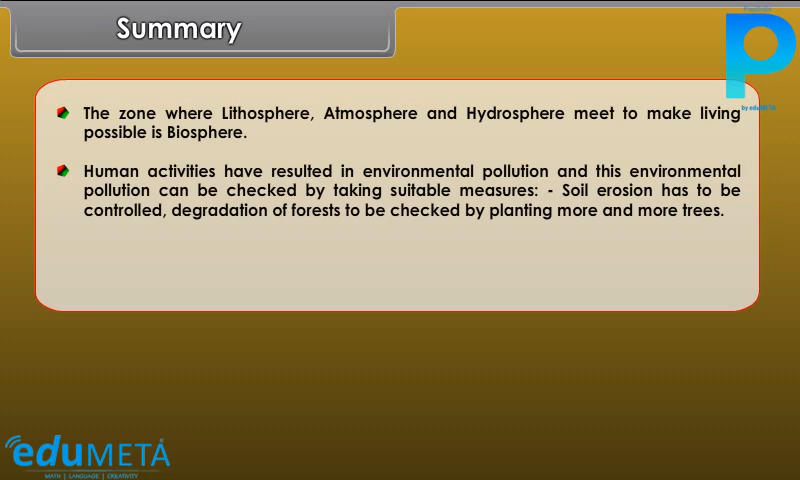 Summary
P
by eduMETA
The zone where Lithosphere, Atmosphere and Hydrosphere meet to make living
possible is Biosphere.
Human activities have resulted in environmental pollution and this environmental
pollution can be checked by taking suitable measures: - Soil erosion has to be
controlled, degradation of forests to be checked by planting more and more trees.
eduMETA
MATH | LANGUAGE | CREATIVITY